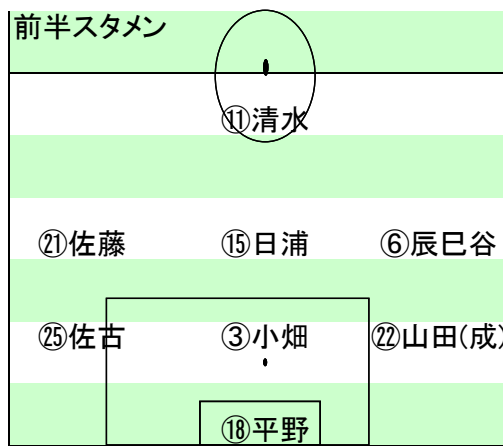 前半スタメン
⑪清水
㉑佐藤 ⑮日浦 ⑥辰巳谷
㉕佐古 ③小畑 ㉒山田(成)
⑱平野